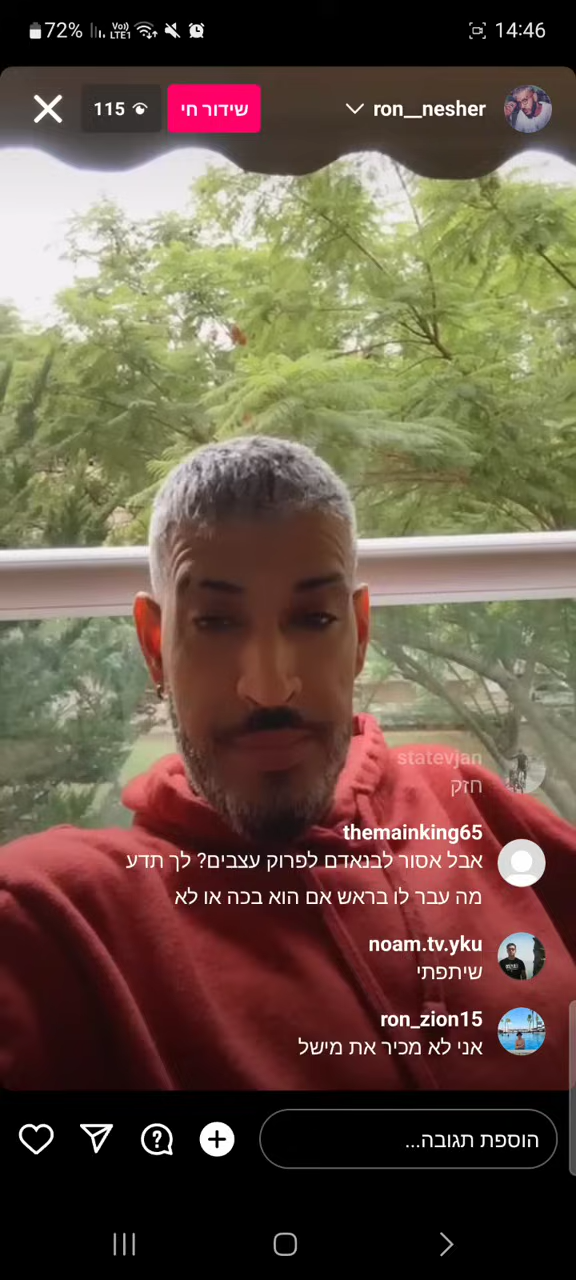 72%
Vo))
LTE1
14:46
115
שידור חי
ron__nesher
statevjan
חזק
themainking65
אבל אסור לבנאדם לפרוק עצבים? לך תדע
מה עבר לו בראש אם הוא בכה או לא
noam.tv.yku
שיתפתי
ron_zion15
אני לא מכיר את מישל
הוספת תגובה...